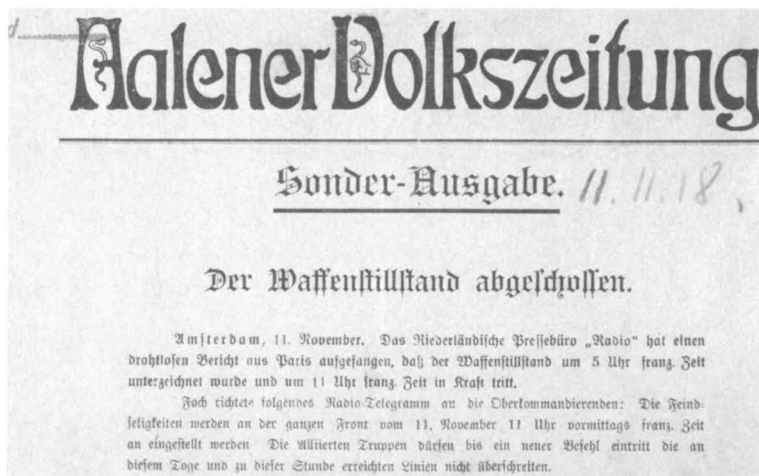 Aalener Volkszeitung
Sonder-Ausgabe. 11.11.18.
Der Waffenstillstand abgeschossen.
Amsterdam, 11. November. Das Niederländische Pressebüro „Radio“ hat einen
drahtlosen Bericht aus Paris aufgefangen, daß der Waffenstillstand um 5 Uhr franz. Zeit
unterzeichnet wurde und um 11 Uhr franz. Zeit in Kraft tritt.
Foch richtete folgendes Radio-Telegramm an die Oberkommandierenden: Die Feind-
seligkeiten werden an der ganzen Front vom 11. November 11 Uhr vormittags franz. Zeit
an eingestellt werden Die Alliierten Truppen dürfen bis ein neuer Befehl eintritt die an
diesem Tage und zu dieser Stunde erreichten Linien nicht überschreiten.